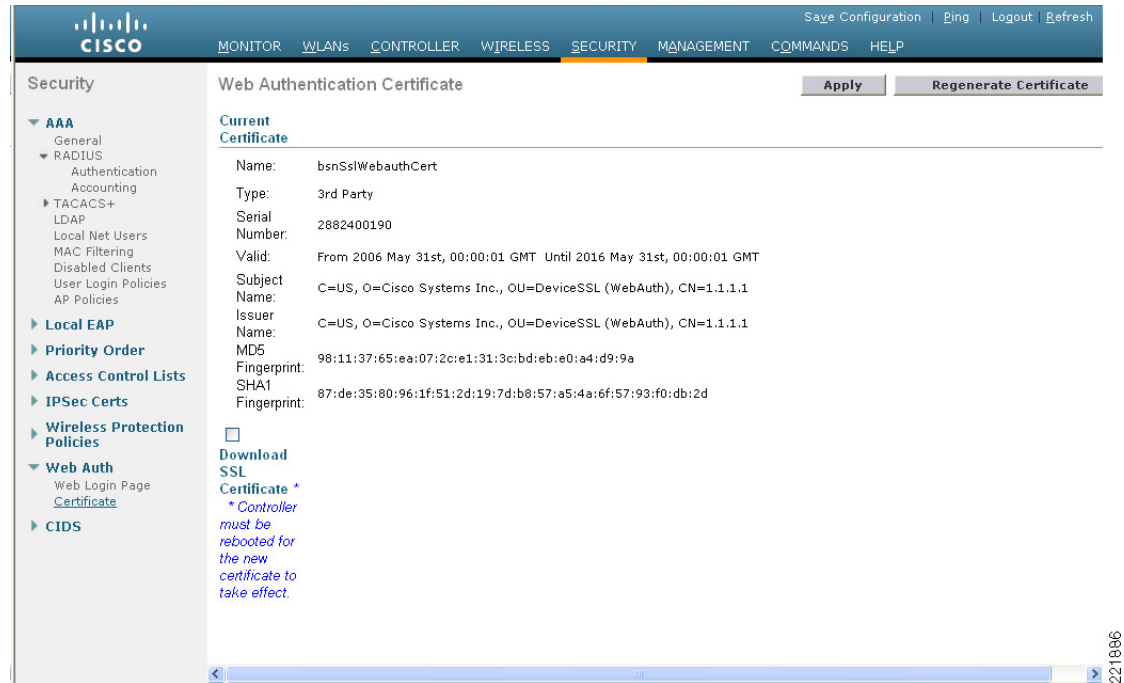 Save Configuration | Ping | Logout | Refresh
CISCO
MONITOR WLANs CONTROLLER WIRELESS SECURITY MANAGEMENT COMMANDS HELP
Security
AAA
General
RADIUS
Authentication
Accounting
TACACS+
LDAP
Local Net Users
MAC Filtering
Disabled Clients
User Login Policies
AP Policies
Local EAP
Priority Order
Access Control Lists
IPSec Certs
Wireless Protection
Policies
Web Auth
Web Login Page
Certificate
CIDS
Web Authentication Certificate
Apply
Regenerate Certificate
Current
Certificate
Name: bsnSslWebauthCert
Type: 3rd Party
Serial
Number: 2882400190
Valid: From 2006 May 31st, 00:00:01 GMT Until 2016 May 31st, 00:00:01 GMT
Subject
Name: C=US, O=Cisco Systems Inc., OU=DeviceSSL (WebAuth), CN=1.1.1.1
Issuer
Name: C=US, O=Cisco Systems Inc., OU=DeviceSSL (WebAuth), CN=1.1.1.1
MD5
Fingerprint: 98:11:37:65:ea:07:2c:e1:31:3c:bd:eb:e0:a4:d9:9a
SHA1
Fingerprint: 87:de:35:80:96:1f:51:2d:19:7d:b8:57:a5:4a:6f:57:93:f0:db:2d
Download
SSL
Certificate *
* Controller
must be
rebooted for
the new
certificate to
take effect.
221886